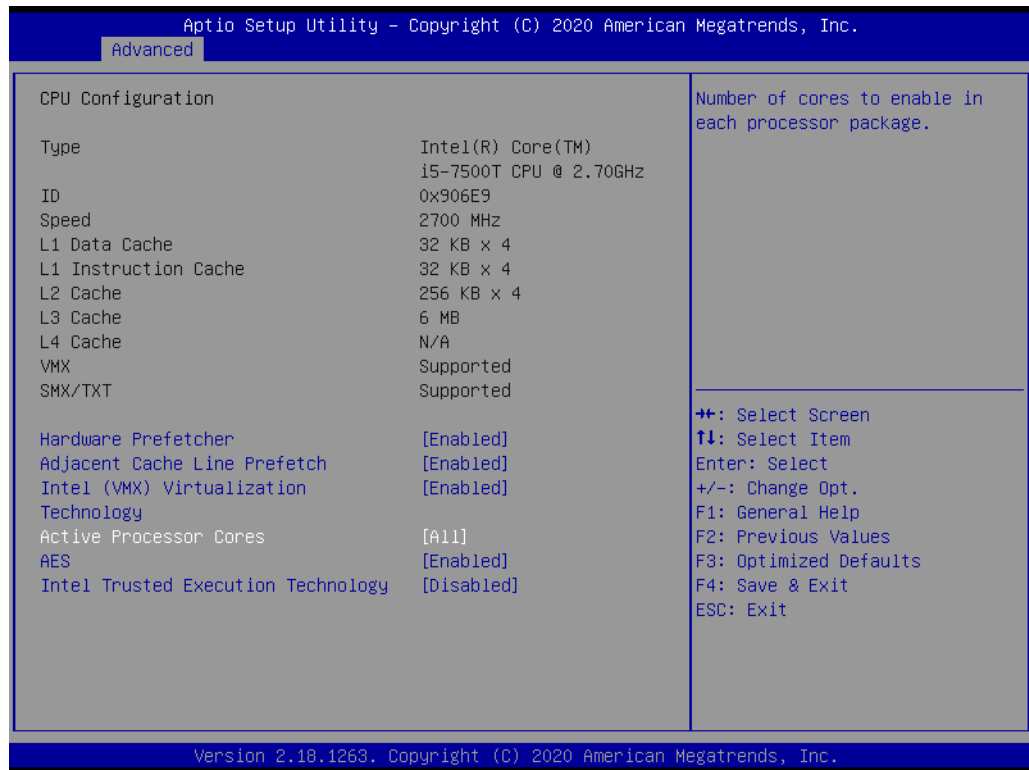 Aptio Setup Utility – Copyright (C) 2020 American Megatrends, Inc.
Advanced
CPU Configuration
Type Intel(R) Core(TM)
i5-7500T CPU @ 2.70GHz
ID 0x906E9
Speed 2700 MHz
L1 Data Cache 32 KB x 4
L1 Instruction Cache 32 KB x 4
L2 Cache 256 KB x 4
L3 Cache 6 MB
L4 Cache N/A
VMX Supported
SMX/TXT Supported
Hardware Prefetcher [Enabled]
Adjacent Cache Line Prefetch [Enabled]
Intel (VMX) Virtualization [Enabled]
Technology
Active Processor Cores [All]
AES [Enabled]
Intel Trusted Execution Technology [Disabled]
Number of cores to enable in
each processor package.
→←: Select Screen
↑↓: Select Item
Enter: Select
+/-: Change Opt.
F1: General Help
F2: Previous Values
F3: Optimized Defaults
F4: Save & Exit
ESC: Exit
Version 2.18.1263. Copyright (C) 2020 American Megatrends, Inc.